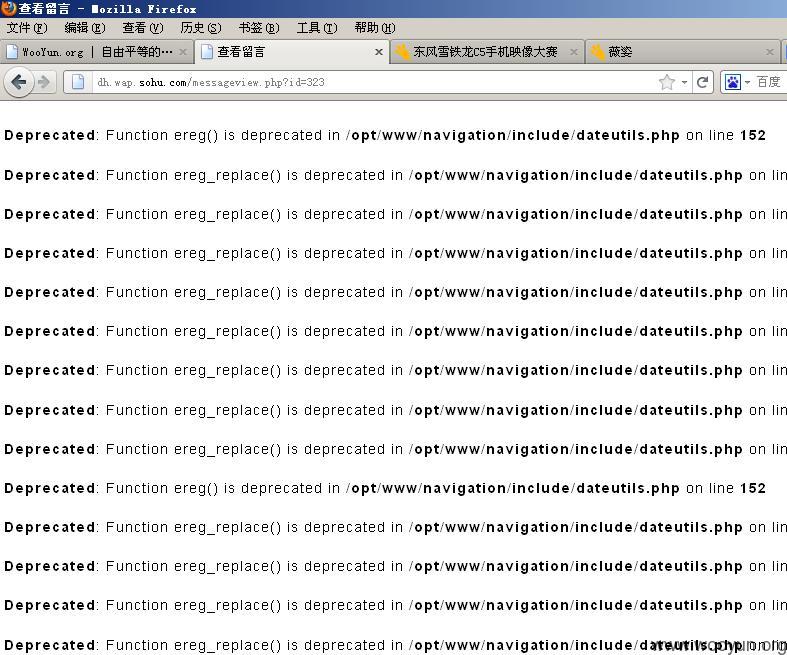 查看留言 - Mozilla Firefox
文件(F) 编辑(E) 查看(V) 历史(S) 书签(B) 工具(T) 帮助(H)
WooYun.org | 自由平等的... 查看留言 东风雪铁龙C5手机映像大赛 薇姿
dh.wap.sohu.com/messageview.php?id=323 百度
Deprecated: Function ereg() is deprecated in /opt/www/navigation/include/dateutils.php on line 152
Deprecated: Function ereg_replace() is deprecated in /opt/www/navigation/include/dateutils.php on lin
Deprecated: Function ereg_replace() is deprecated in /opt/www/navigation/include/dateutils.php on lin
Deprecated: Function ereg_replace() is deprecated in /opt/www/navigation/include/dateutils.php on lin
Deprecated: Function ereg_replace() is deprecated in /opt/www/navigation/include/dateutils.php on lin
Deprecated: Function ereg_replace() is deprecated in /opt/www/navigation/include/dateutils.php on lin
Deprecated: Function ereg_replace() is deprecated in /opt/www/navigation/include/dateutils.php on lin
Deprecated: Function ereg_replace() is deprecated in /opt/www/navigation/include/dateutils.php on lin
Deprecated: Function ereg_replace() is deprecated in /opt/www/navigation/include/dateutils.php on lin
Deprecated: Function ereg() is deprecated in /opt/www/navigation/include/dateutils.php on line 152
Deprecated: Function ereg_replace() is deprecated in /opt/www/navigation/include/dateutils.php on lin
Deprecated: Function ereg_replace() is deprecated in /opt/www/navigation/include/dateutils.php on lin
Deprecated: Function ereg_replace() is deprecated in /opt/www/navigation/include/dateutils.php on lin
Deprecated: Function ereg_replace() is deprecated in /opt/www/navigation/include/dateutils.php on lin
www.wooyun.org